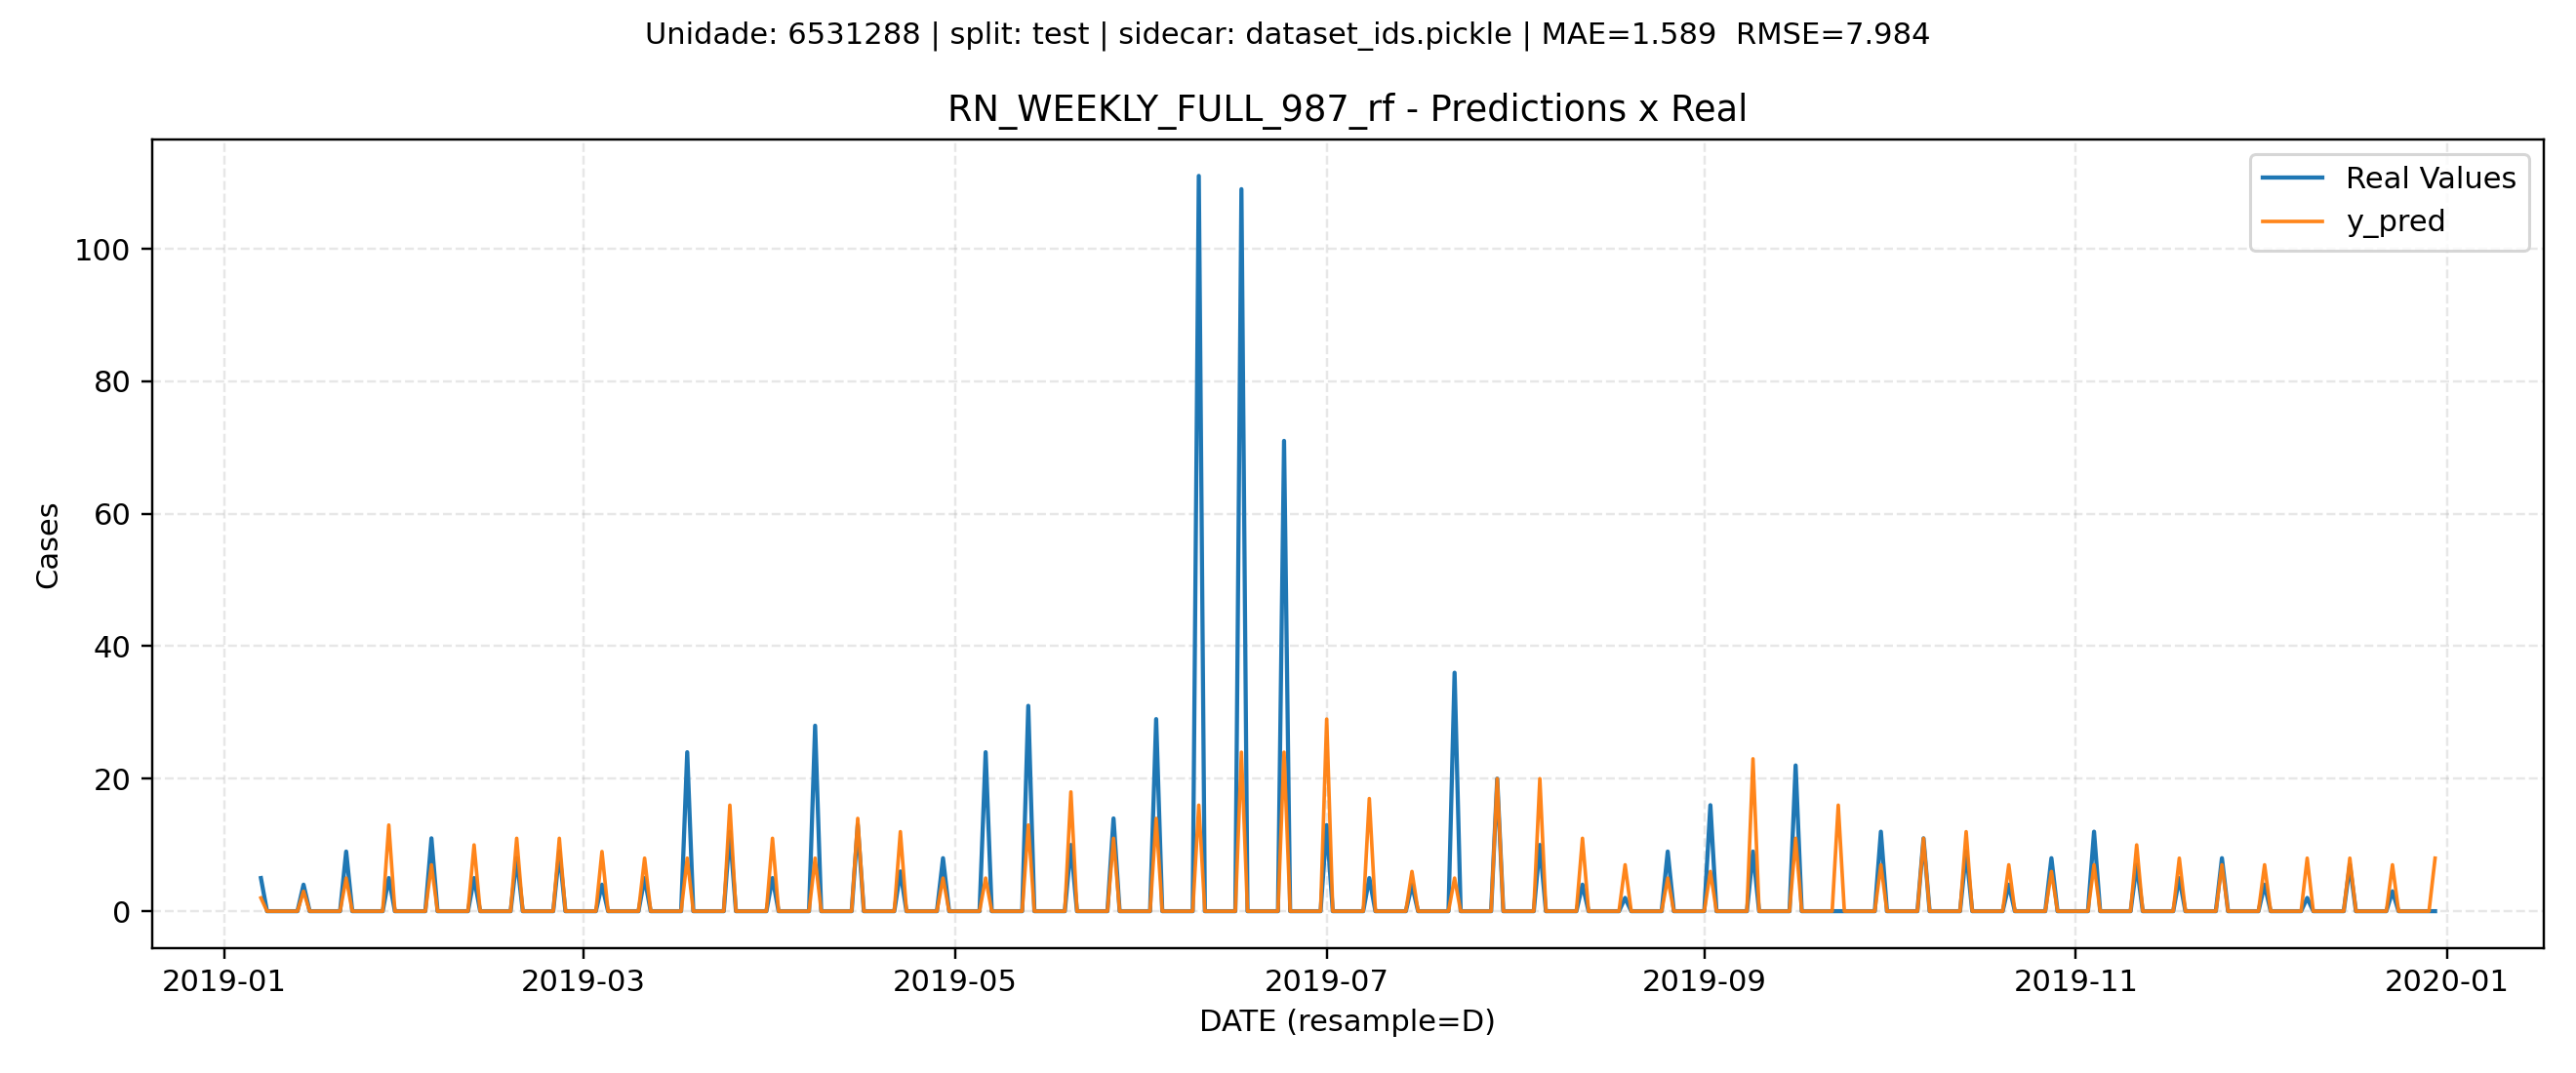 Unidade: 6531288 | split: test | sidecar: dataset_ids.pickle | MAE=1.589  RMSE=7.984
RN_WEEKLY_FULL_987_rf - Predictions x Real
Real Values
y_pred
100
80
60
40
20
0
Cases
2019-01
2019-03
2019-05
2019-07
2019-09
2019-11
2020-01
DATE (resample=D)